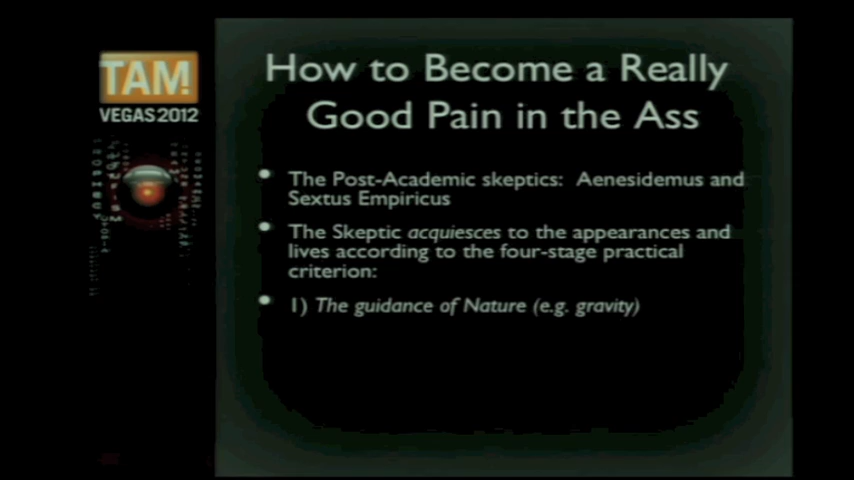 TAM!
VEGAS 2012
How to Become a Really
Good Pain in the Ass
The Post-Academic skeptics: Aenesidemus and
Sextus Empiricus
The Skeptic acquiesces to the appearances and
lives according to the four-stage practical
criterion:
1) The guidance of Nature (e.g. gravity)